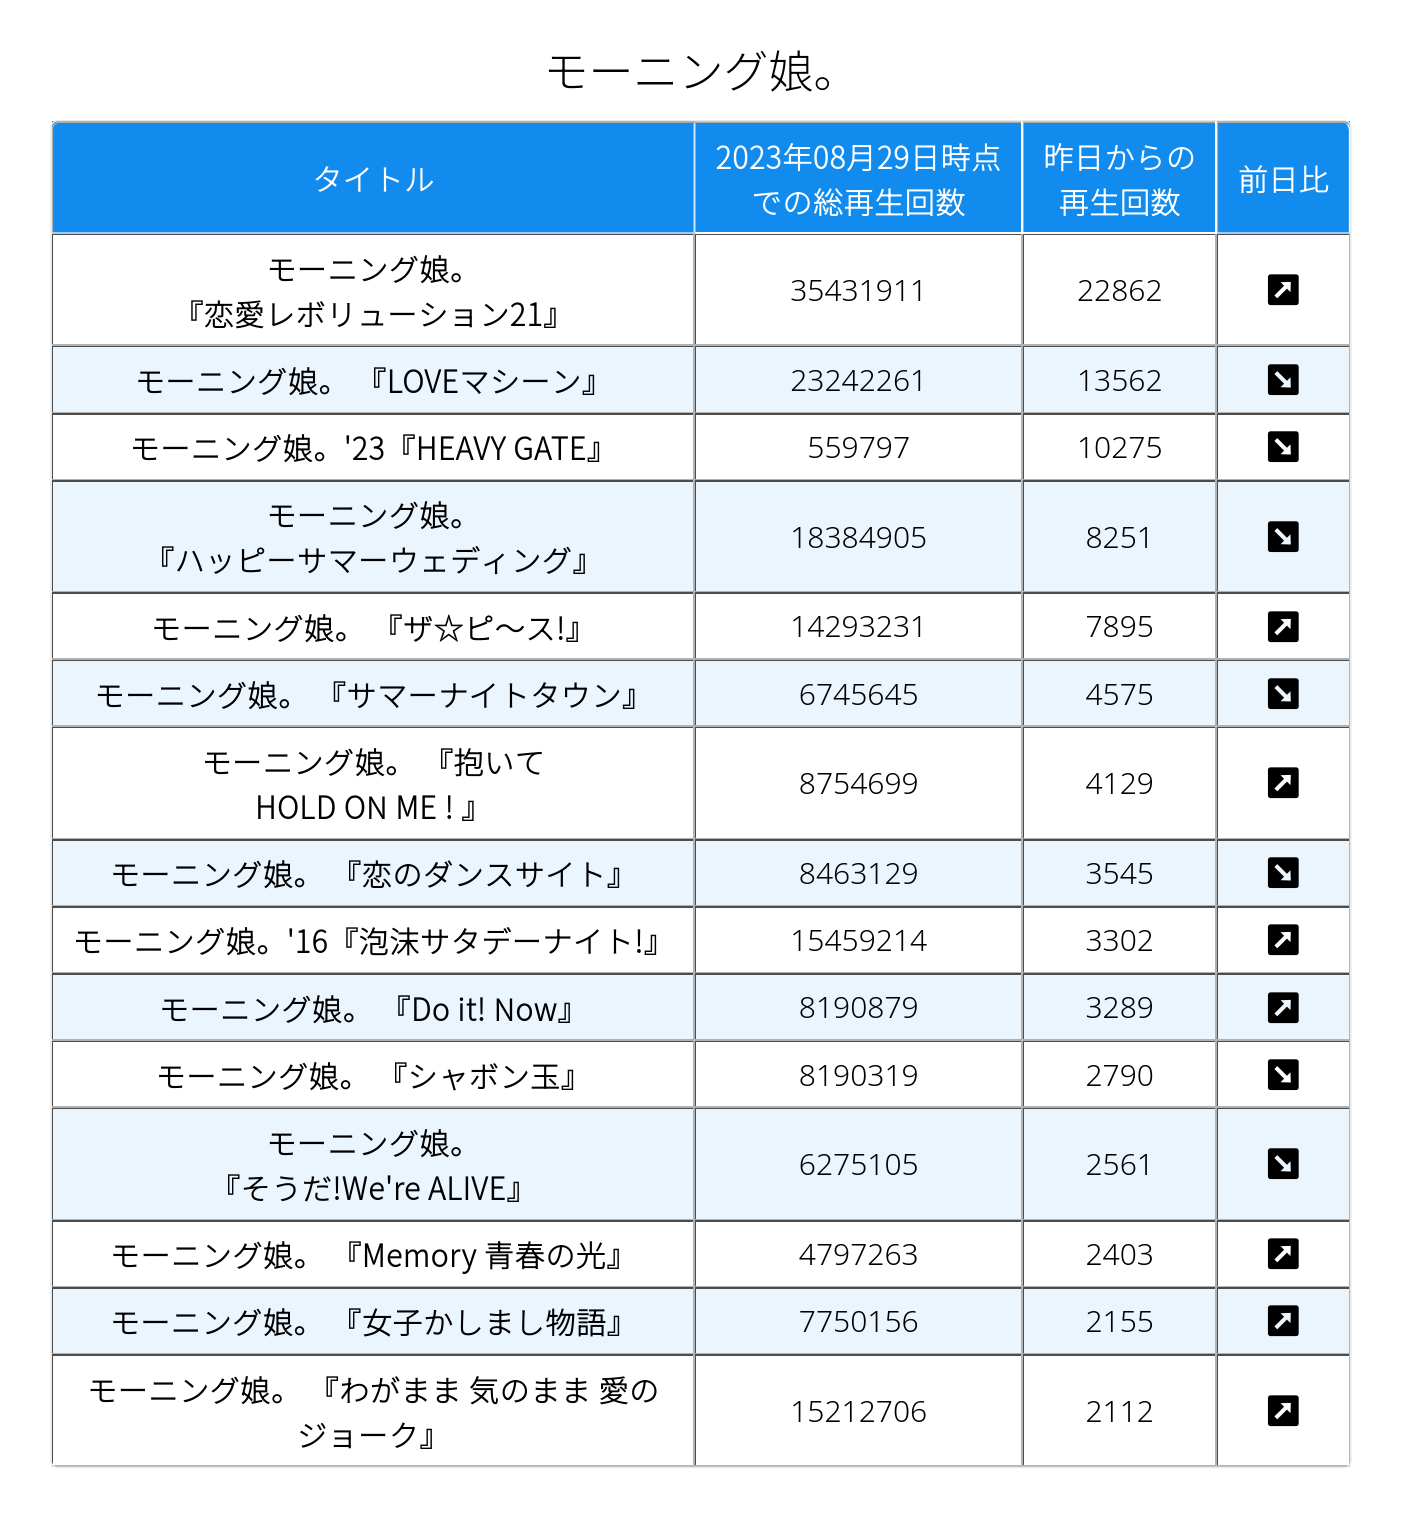 モーニング娘。
タイトル
2023年08月29日時点
での総再生回数
昨日からの
再生回数
前日比
モーニング娘。
『恋愛レボリューション21』
35431911
22862
モーニング娘。 『LOVEマシーン』
23242261
13562
モーニング娘。'23『HEAVY GATE』
559797
10275
モーニング娘。
『ハッピーサマーウェディング』
18384905
8251
モーニング娘。 『ザ☆ピ〜ス!』
14293231
7895
モーニング娘。 『サマーナイトタウン』
6745645
4575
モーニング娘。 『抱いて
HOLD ON ME ! 』
8754699
4129
モーニング娘。 『恋のダンスサイト』
8463129
3545
モーニング娘。'16『泡沫サタデーナイト!』
15459214
3302
モーニング娘。 『Do it! Now』
8190879
3289
モーニング娘。 『シャボン玉』
8190319
2790
モーニング娘。
『そうだ!We're ALIVE』
6275105
2561
モーニング娘。 『Memory 青春の光』
4797263
2403
モーニング娘。 『女子かしまし物語』
7750156
2155
モーニング娘。 『わがまま 気のまま 愛の
ジョーク』
15212706
2112